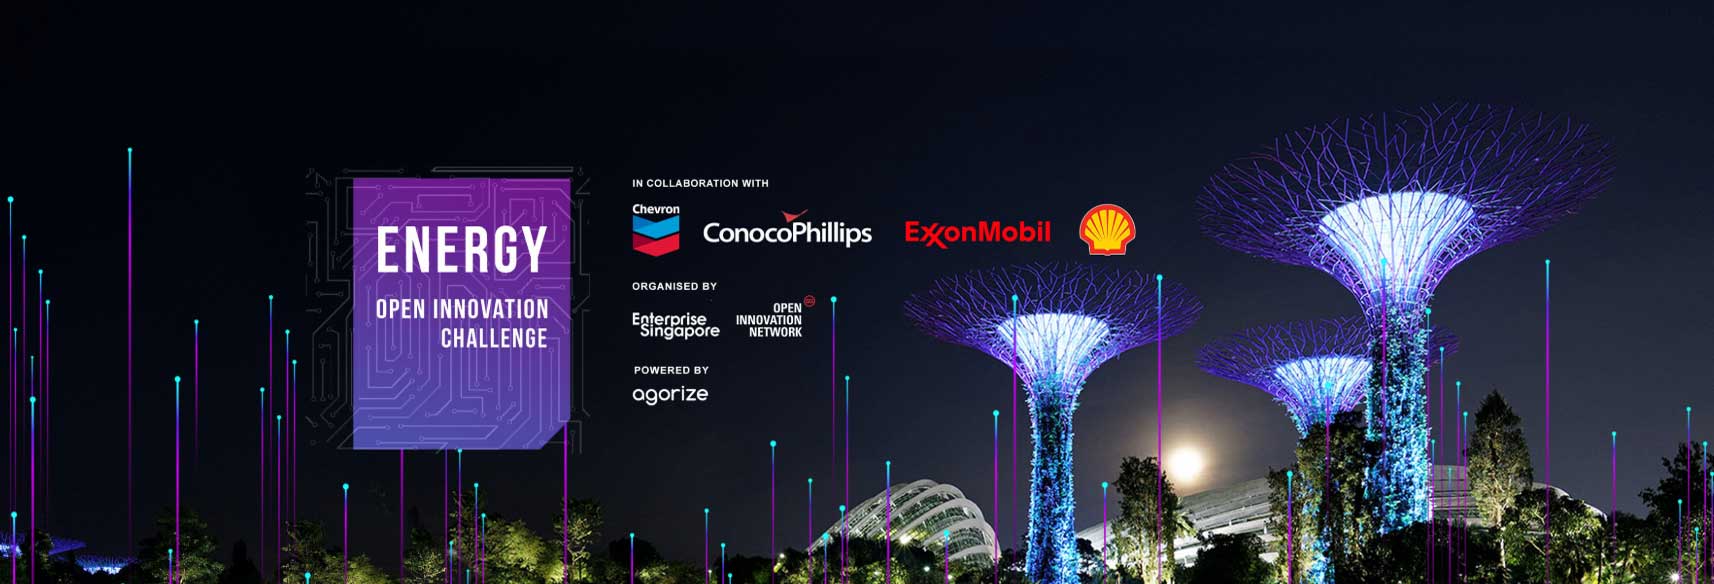 ENERGY
OPEN INNOVATION
CHALLENGE
IN COLLABORATION WITH
Chevron
ConocoPhillips
ExxonMobil
ORGANISED BY
Enterprise
Singapore
OPEN
INNOVATION
NETWORK
POWERED BY
agorize